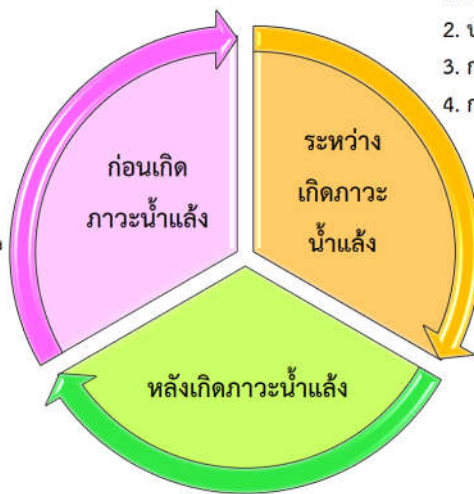 2.
3.
4.
ก่อนเกิด
ภาวะน้ำแล้ง
ระหว่าง
เกิดภาวะ
น้ำแล้ง
หลังเกิดภาวะน้ำแล้ง